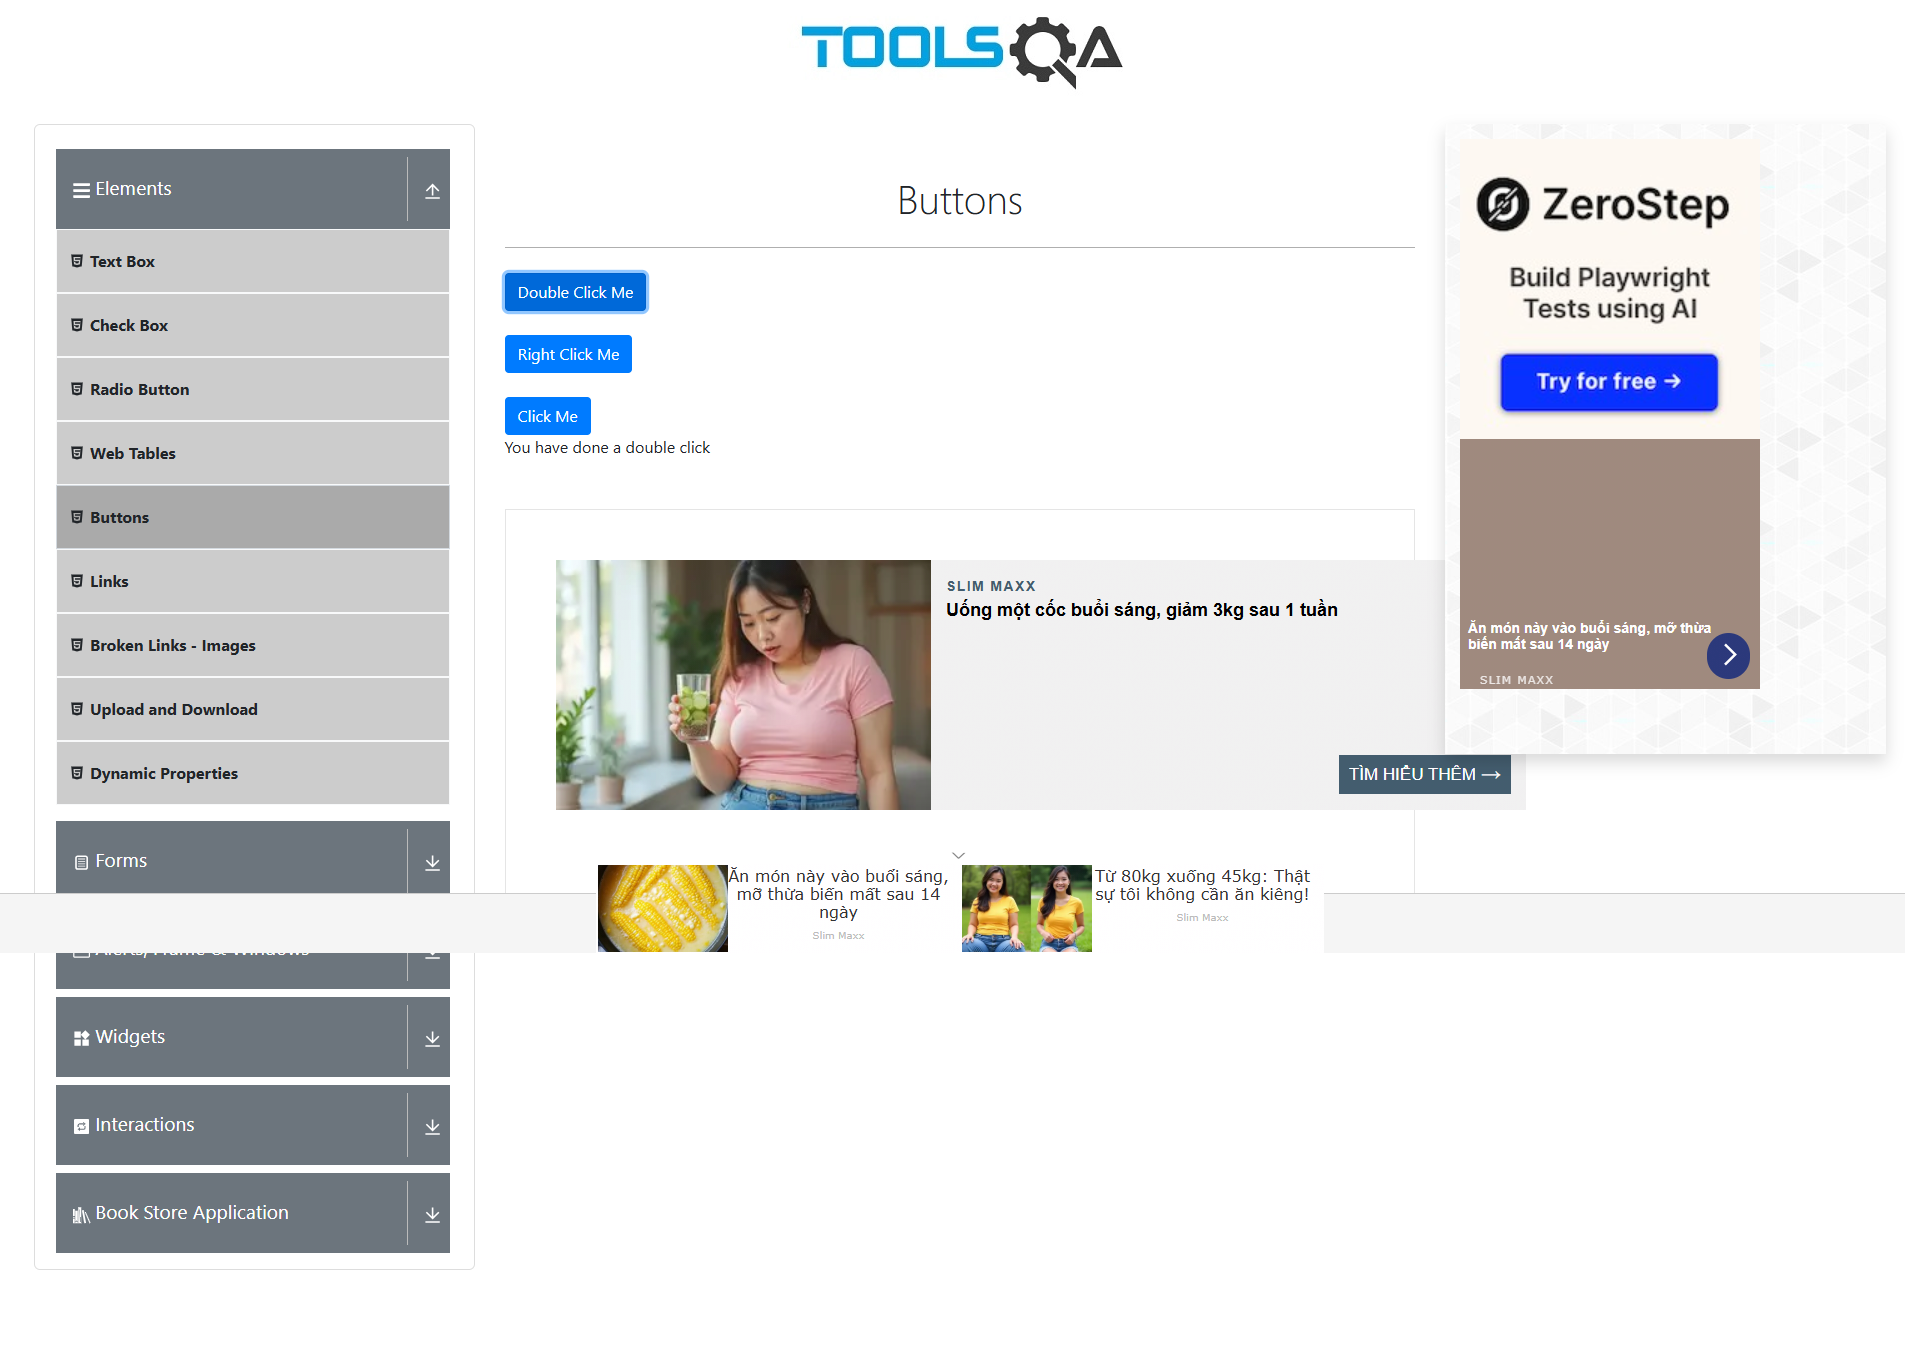 TOOLSQA
Elements
Text Box
Check Box
Radio Button
Web Tables
Buttons
Links
Broken Links - Images
Upload and Download
Dynamic Properties
Forms
Alerts, Frame & Windows
Widgets
Interactions
Book Store Application
Buttons
Double Click Me
Right Click Me
Click Me
You have done a double click
SLIM MAXX
Uống một cốc buổi sáng, giảm 3kg sau 1 tuần
TÌM HIỂU THÊM →
Ăn món này vào buổi sáng,
mỡ thừa biến mất sau 14
ngày
Slim Maxx
Từ 80kg xuống 45kg: Thật
sự tôi không cần ăn kiêng!
Slim Maxx
ZeroStep
Build Playwright
Tests using AI
Try for free →
Ăn món này vào buổi sáng, mỡ thừa
biến mất sau 14 ngày
SLIM MAXX